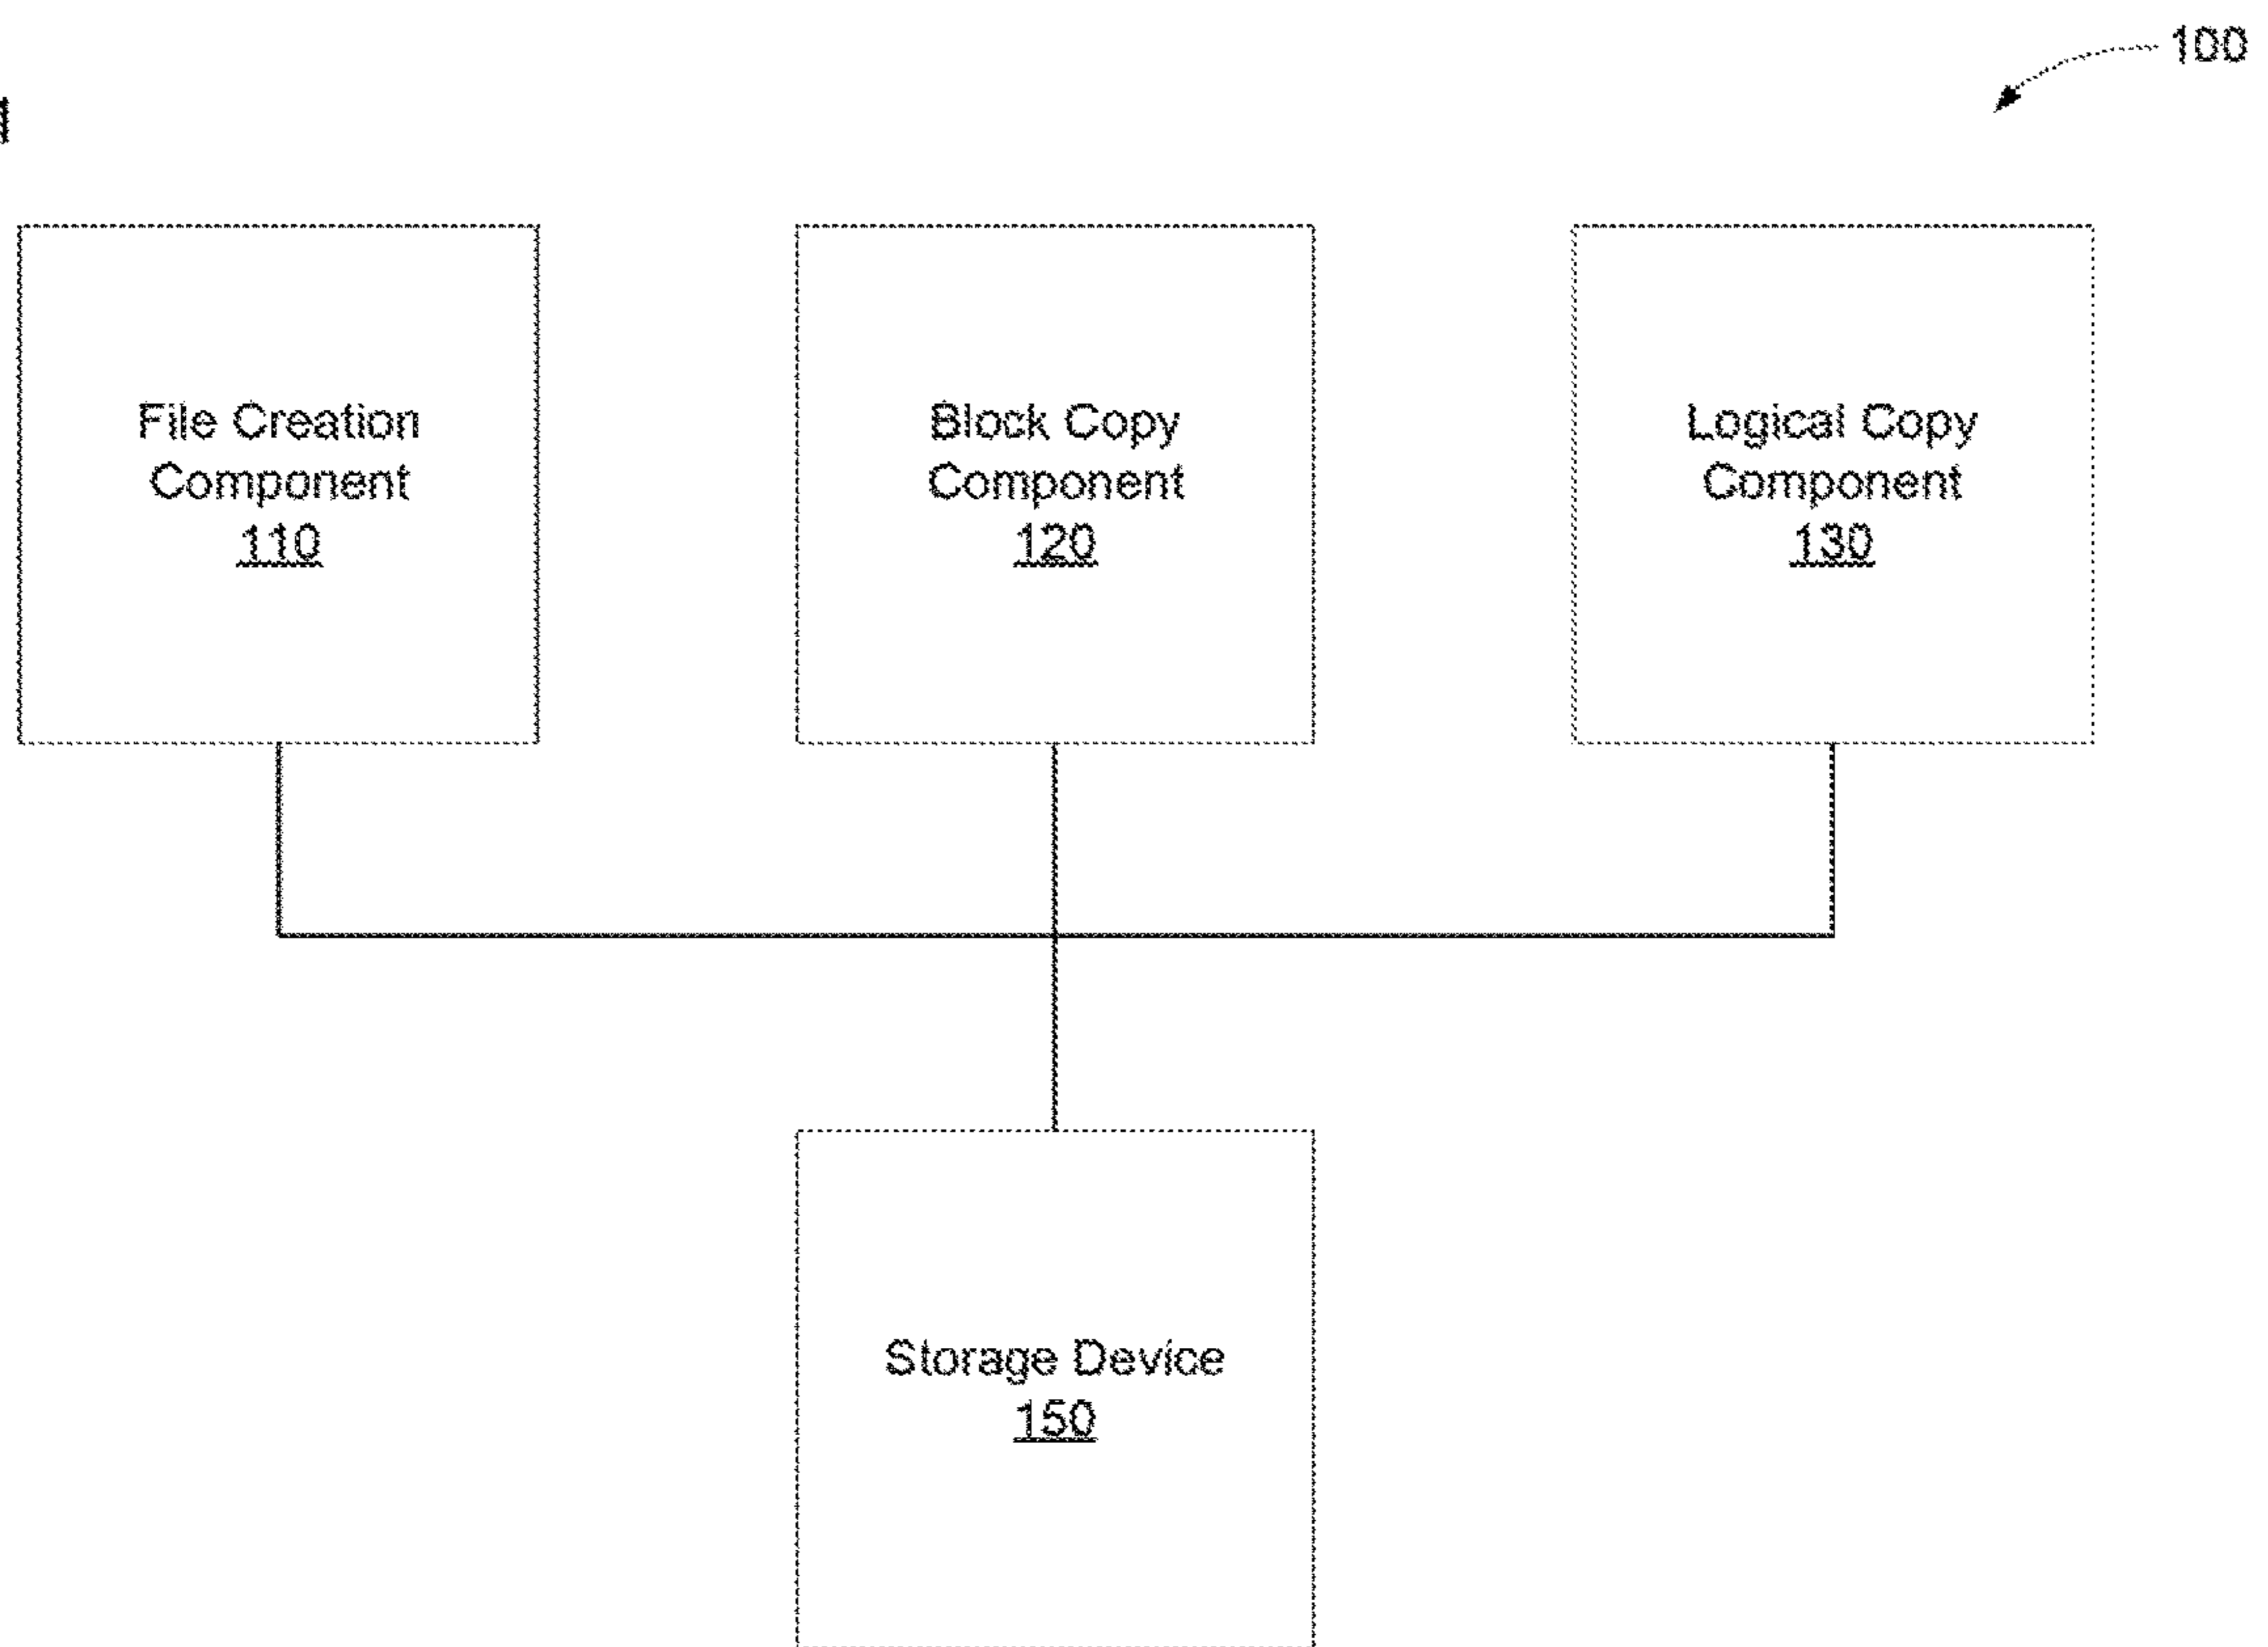 100
File Creation
Component
110
Block Copy
Component
120
Logical Copy
Component
130
Storage Device
150